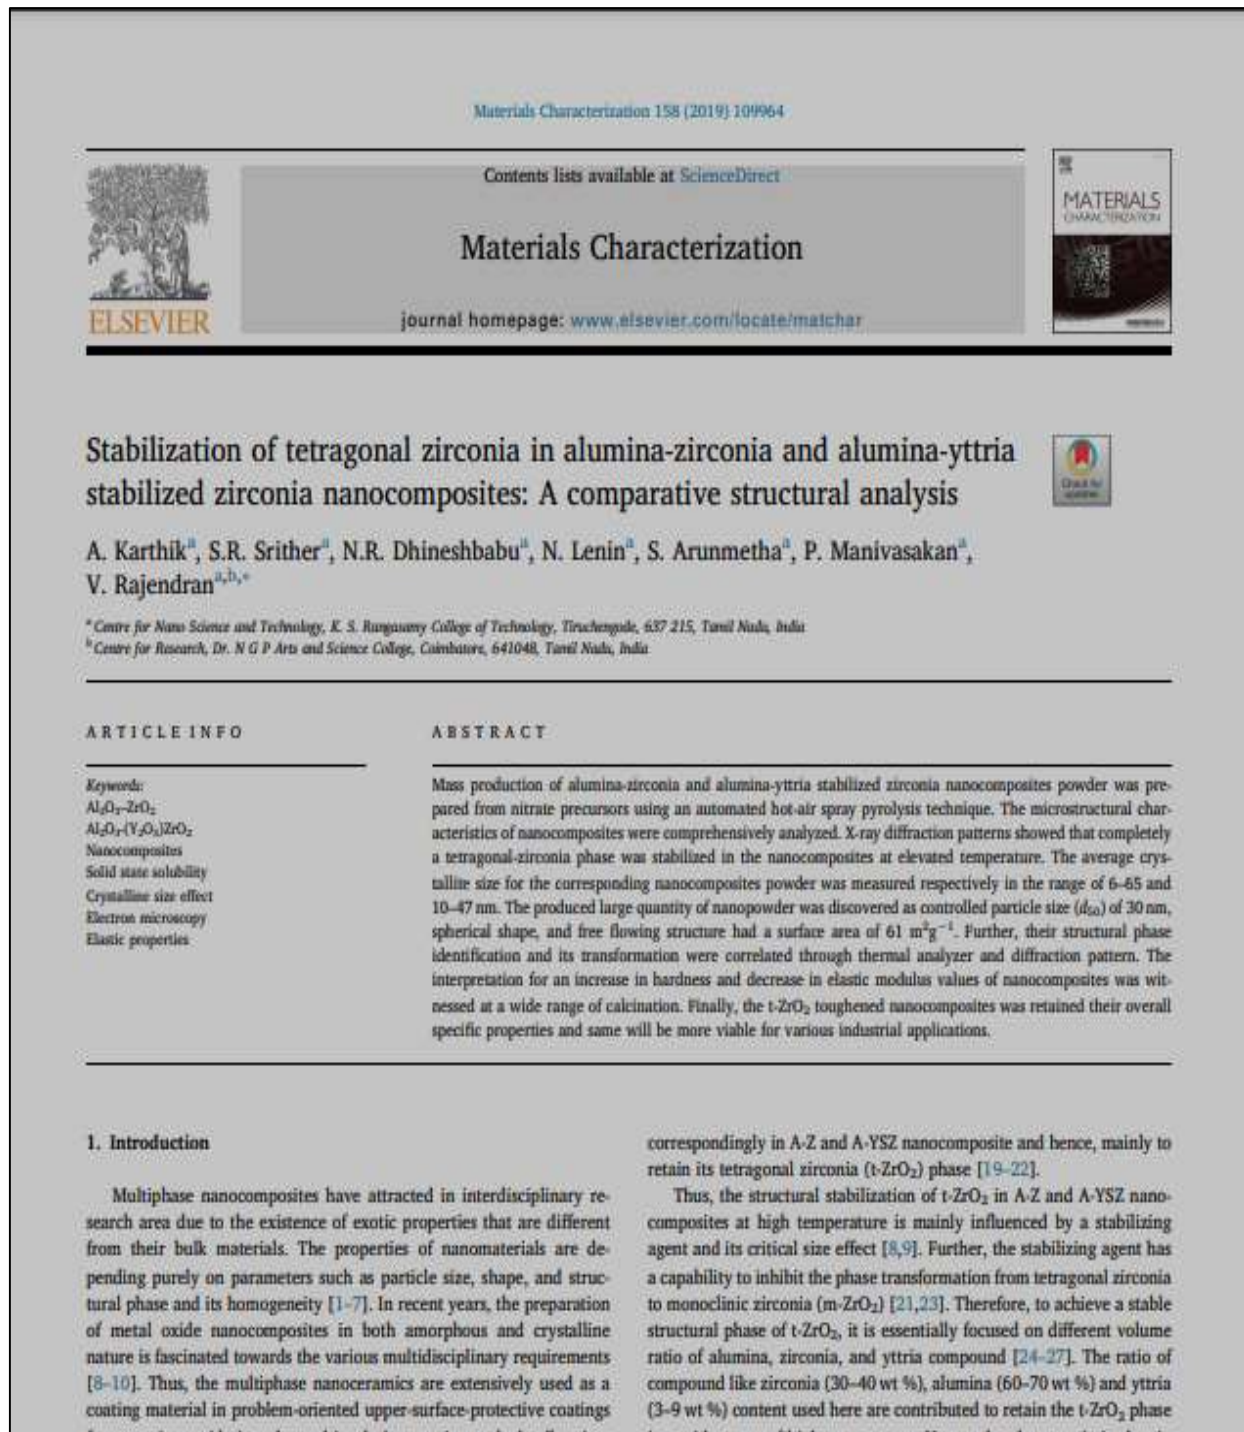 Materials Characterization 158 (2019) 109964
Contents lists available at ScienceDirect
Materials Characterization
journal homepage: www.elsevier.com/locate/matchar
ELSEVIER
MATERIALS
CHARACTERIZATION
Stabilization of tetragonal zirconia in alumina-zirconia and alumina-yttria
stabilized zirconia nanocomposites: A comparative structural analysis
Check for
updates
A. Karthikᵃ, S.R. Sritherᵃ, N.R. Dhineshbabuᵃ, N. Leninᵃ, S. Arunmethaᵃ, P. Manivasakanᵃ,
V. Rajendranᵃ,ᵇ,*
ᵃ Centre for Nano Science and Technology, K. S. Rangasamy College of Technology, Tiruchengode, 637 215, Tamil Nadu, India
ᵇ Centre for Research, Dr. N G P Arts and Science College, Coimbatore, 641048, Tamil Nadu, India
ARTICLE INFO
Keywords:
Al₂O₃-ZrO₂
Al₂O₃-(Y₂O₃)ZrO₂
Nanocomposites
Solid state solubility
Crystalline size effect
Electron microscopy
Elastic properties
ABSTRACT
Mass production of alumina-zirconia and alumina-yttria stabilized zirconia nanocomposites powder was pre-
pared from nitrate precursors using an automated hot-air spray pyrolysis technique. The microstructural char-
acteristics of nanocomposites were comprehensively analyzed. X-ray diffraction patterns showed that completely
a tetragonal-zirconia phase was stabilized in the nanocomposites at elevated temperature. The average crys-
tallite size for the corresponding nanocomposites powder was measured respectively in the range of 6–65 and
10–47 nm. The produced large quantity of nanopowder was discovered as controlled particle size (d₅₀) of 30 nm,
spherical shape, and free flowing structure had a surface area of 61 m²g⁻¹. Further, their structural phase
identification and its transformation were correlated through thermal analyzer and diffraction pattern. The
interpretation for an increase in hardness and decrease in elastic modulus values of nanocomposites was wit-
nessed at a wide range of calcination. Finally, the t-ZrO₂ toughened nanocomposites was retained their overall
specific properties and same will be more viable for various industrial applications.
1. Introduction
Multiphase nanocomposites have attracted in interdisciplinary re-
search area due to the existence of exotic properties that are different
from their bulk materials. The properties of nanomaterials are de-
pending purely on parameters such as particle size, shape, and struc-
tural phase and its homogeneity [1–7]. In recent years, the preparation
of metal oxide nanocomposites in both amorphous and crystalline
nature is fascinated towards the various multidisciplinary requirements
[8–10]. Thus, the multiphase nanoceramics are extensively used as a
coating material in problem-oriented upper-surface-protective coatings
correspondingly in A-Z and A-YSZ nanocomposite and hence, mainly to
retain its tetragonal zirconia (t-ZrO₂) phase [19–22].
Thus, the structural stabilization of t-ZrO₂ in A-Z and A-YSZ nano-
composites at high temperature is mainly influenced by a stabilizing
agent and its critical size effect [8,9]. Further, the stabilizing agent has
a capability to inhibit the phase transformation from tetragonal zirconia
to monoclinic zirconia (m-ZrO₂) [21,23]. Therefore, to achieve a stable
structural phase of t-ZrO₂, it is essentially focused on different volume
ratio of alumina, zirconia, and yttria compound [24–27]. The ratio of
compound like zirconia (30–40 wt %), alumina (60–70 wt %) and yttria
(3–9 wt %) content used here are contributed to retain the t-ZrO₂ phase